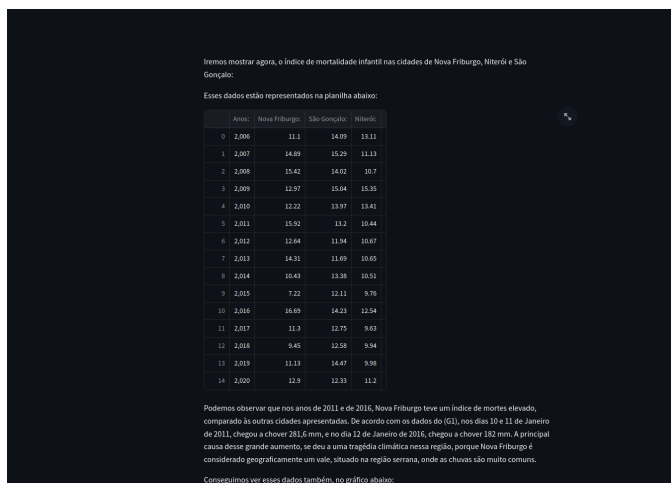 Iremos mostrar agora, o índice de mortalidade infantil nas cidades de Nova Friburgo, Niterói e São
Gonçalo:
Esses dados estão representados na planilha abaixo:
Anos: Nova Friburgo: São Gonçalo: Niterói:
0 2,006 11.1 14.09 13.11
1 2,007 14.89 15.29 11.13
2 2,008 15.42 14.02 10.7
3 2,009 12.97 15.04 15.35
4 2,010 12.22 13.97 13.41
5 2,011 15.92 13.2 10.44
6 2,012 12.64 11.94 10.67
7 2,013 14.31 11.69 10.65
8 2,014 10.43 13.38 10.51
9 2,015 7.22 12.11 9.76
10 2,016 16.69 14.23 12.54
11 2,017 11.3 12.75 9.63
12 2,018 9.45 12.58 9.94
13 2,019 11.13 14.47 9.98
14 2,020 12.9 12.33 11.2
Podemos observar que nos anos de 2011 e de 2016, Nova Friburgo teve um índice de mortes elevado,
comparado às outras cidades apresentadas. De acordo com os dados do (G1), nos dias 10 e 11 de Janeiro
de 2011, chegou a chover 281,6 mm, e no dia 12 de Janeiro de 2016, chegou a chover 182 mm. A principal
causa desse grande aumento, se deu a uma tragédia climática nessa região, porque Nova Friburgo é
considerado geograficamente um vale, situado na região serrana, onde as chuvas são muito comuns.
Conseguimos ver esses dados também, no gráfico abaixo: